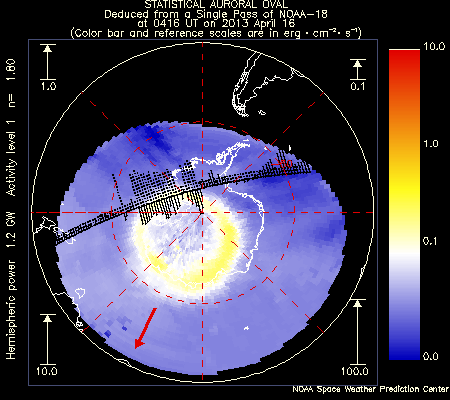 STATISTICAL AURORAL OVAL
Deduced from a Single Pass of NOAA-18
at 0416 UT on 2013 April 16
(Color bar and reference scales are in erg·cm⁻²·s⁻¹)
1.0
0.1
10.0
100.0
Hemispheric power 1.2 GW Activity level 1 n= 1.80
10.0
1.0
0.1
0.0
NOAA Space Weather Prediction Center